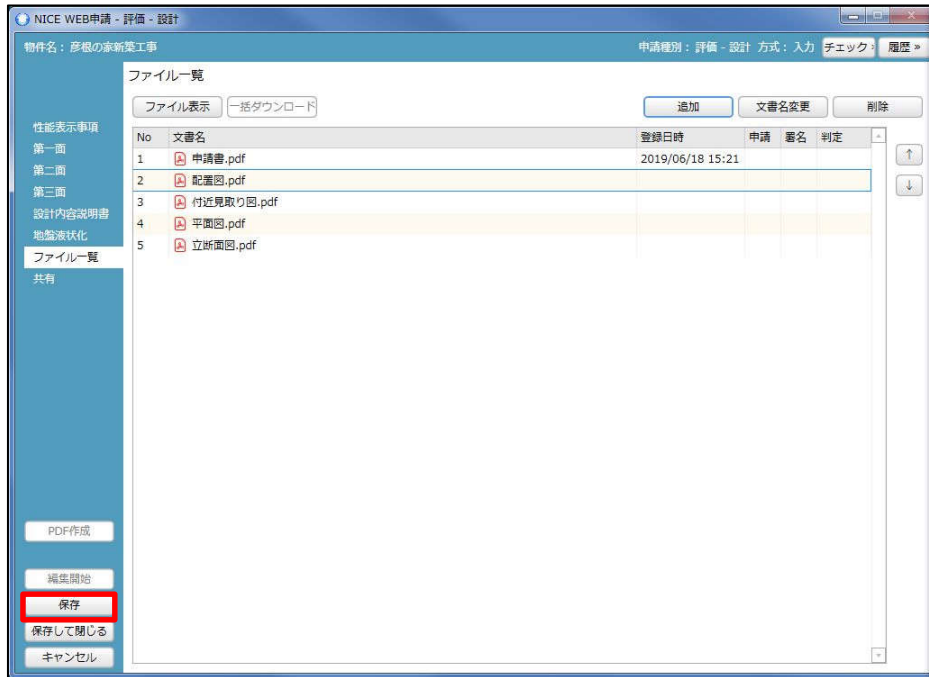 NICE WEB申請 - 評価 - 設計
物件名：彦根の家新築工事 申請種別：評価 - 設計 方式：入力 チェック» 履歴 »
ファイル一覧
ファイル表示 一括ダウンロード 追加 文書名変更 削除
性能表示事項
第一面
第二面
第三面
設計内容説明書
地盤液状化
ファイル一覧
共有
No 文書名 登録日時 申請 署名 判定
1 申請書.pdf 2019/06/18 15:21
2 配置図.pdf
3 付近見取り図.pdf
4 平面図.pdf
5 立断面図.pdf
↑
↓
PDF作成
編集開始
保存
保存して閉じる
キャンセル